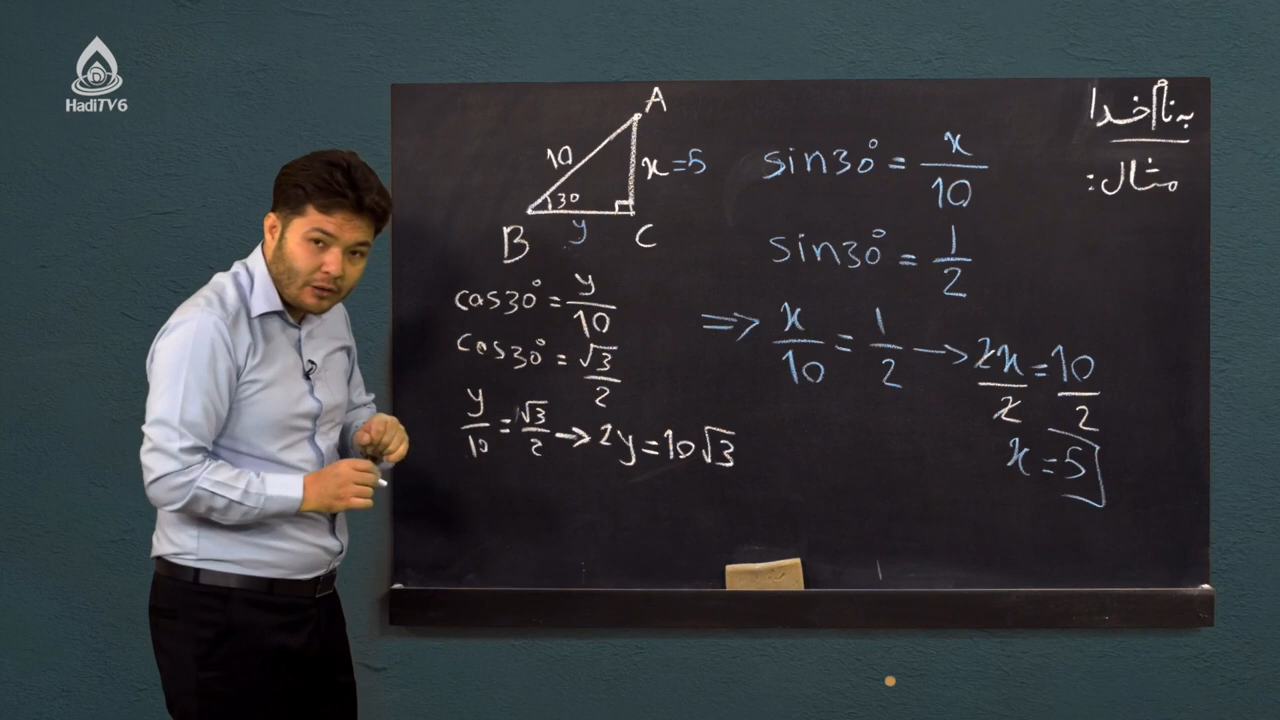 HadiTV6
به نام خدا
مثال:
A
10
x=5
30
B
y
C
sin30° = x/10
sin30° = 1/2
=> x/10 = 1/2 → 2x/2 = 10/2
x=5
cos30° = y/10
cos30° = √3/2
y/10 = √3/2 → 2y=10√3